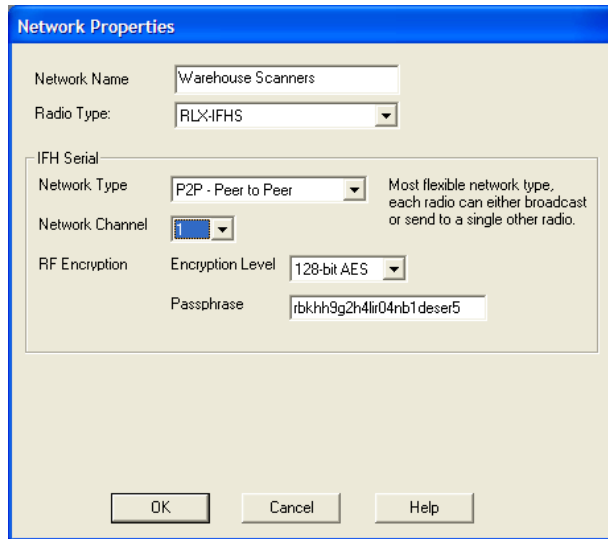 Network Properties
Network Name Warehouse Scanners
Radio Type: RLX-IFHS
IFH Serial
Network Type P2P - Peer to Peer
Most flexible network type,
each radio can either broadcast
or send to a single other radio.
Network Channel 1
RF Encryption Encryption Level 128-bit AES
Passphrase rbkhh9g2h4lir04nb1deser5
OK Cancel Help